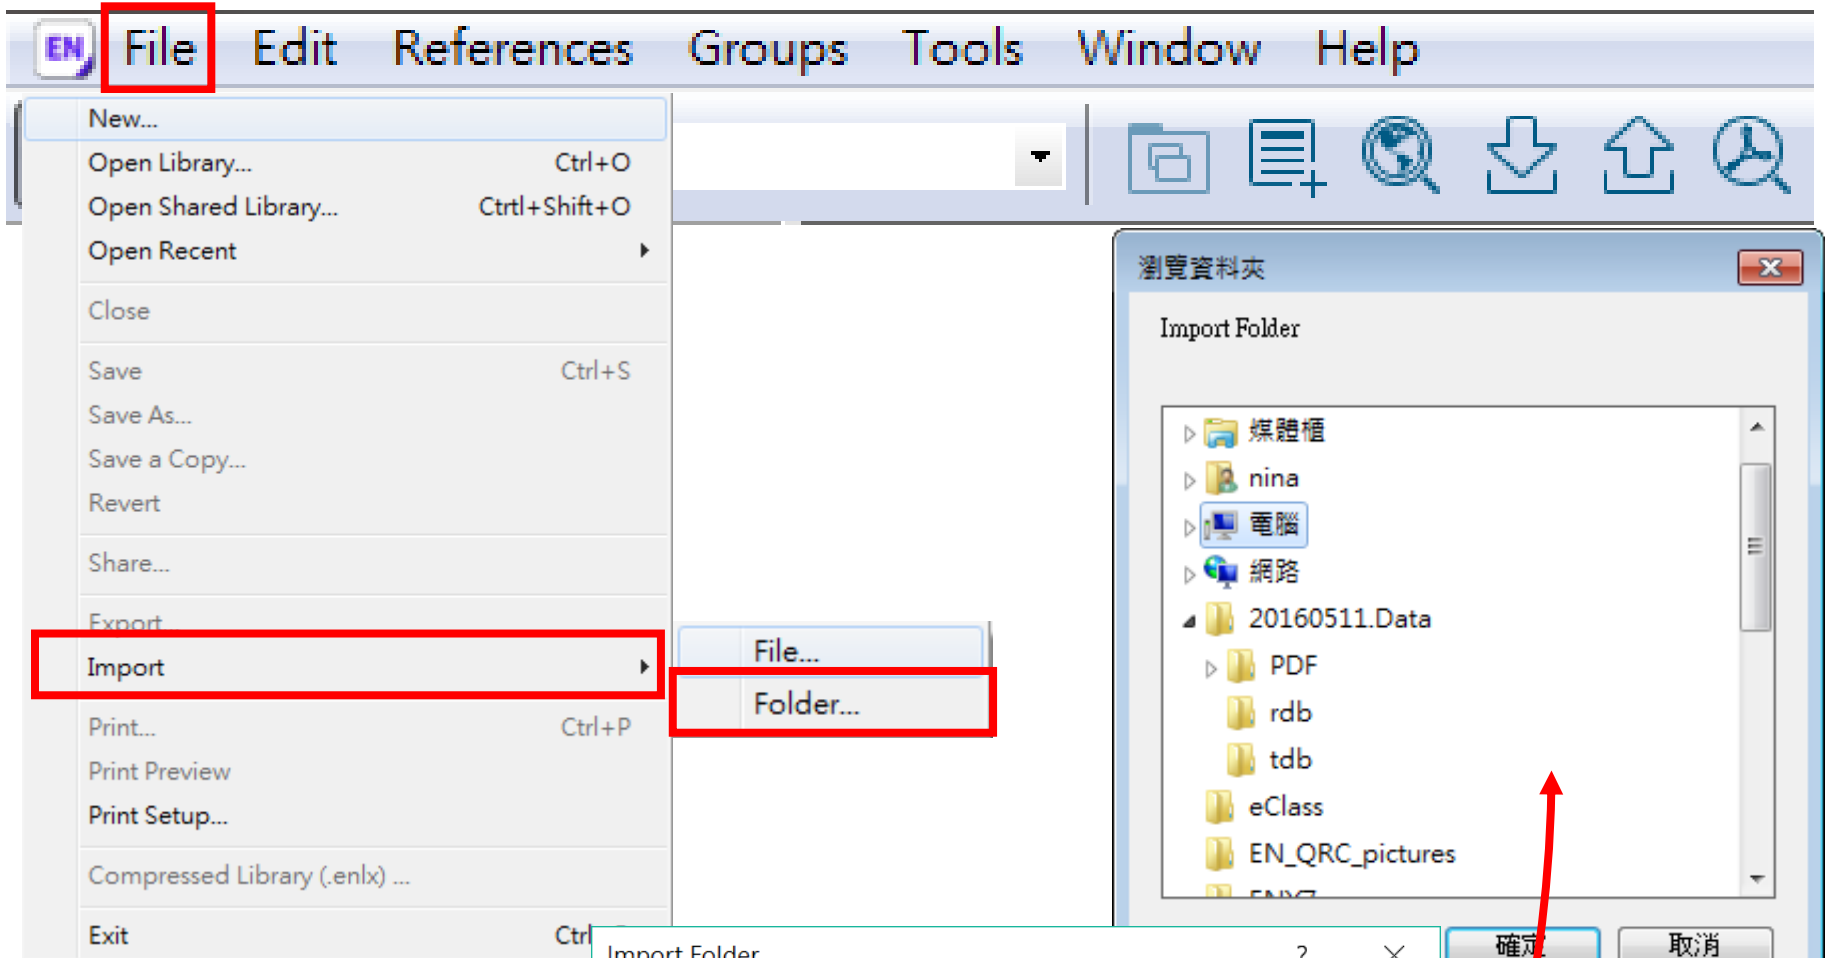 EN File Edit References Groups Tools Window Help
New...
Open Library... Ctrl+O
Open Shared Library... Ctrtl+Shift+O
Open Recent
Close
Save Ctrl+S
Save As...
Save a Copy...
Revert
Share...
Export...
Import
File...
Folder...
Print... Ctrl+P
Print Preview
Print Setup...
Compressed Library (.enlx) ...
Exit Ctrl
瀏覽資料夾
Import Folder
媒體櫃
nina
電腦
網路
20160511.Data
PDF
rdb
tdb
eClass
EN_QRC_pictures
確定 取消
Import Folder ?